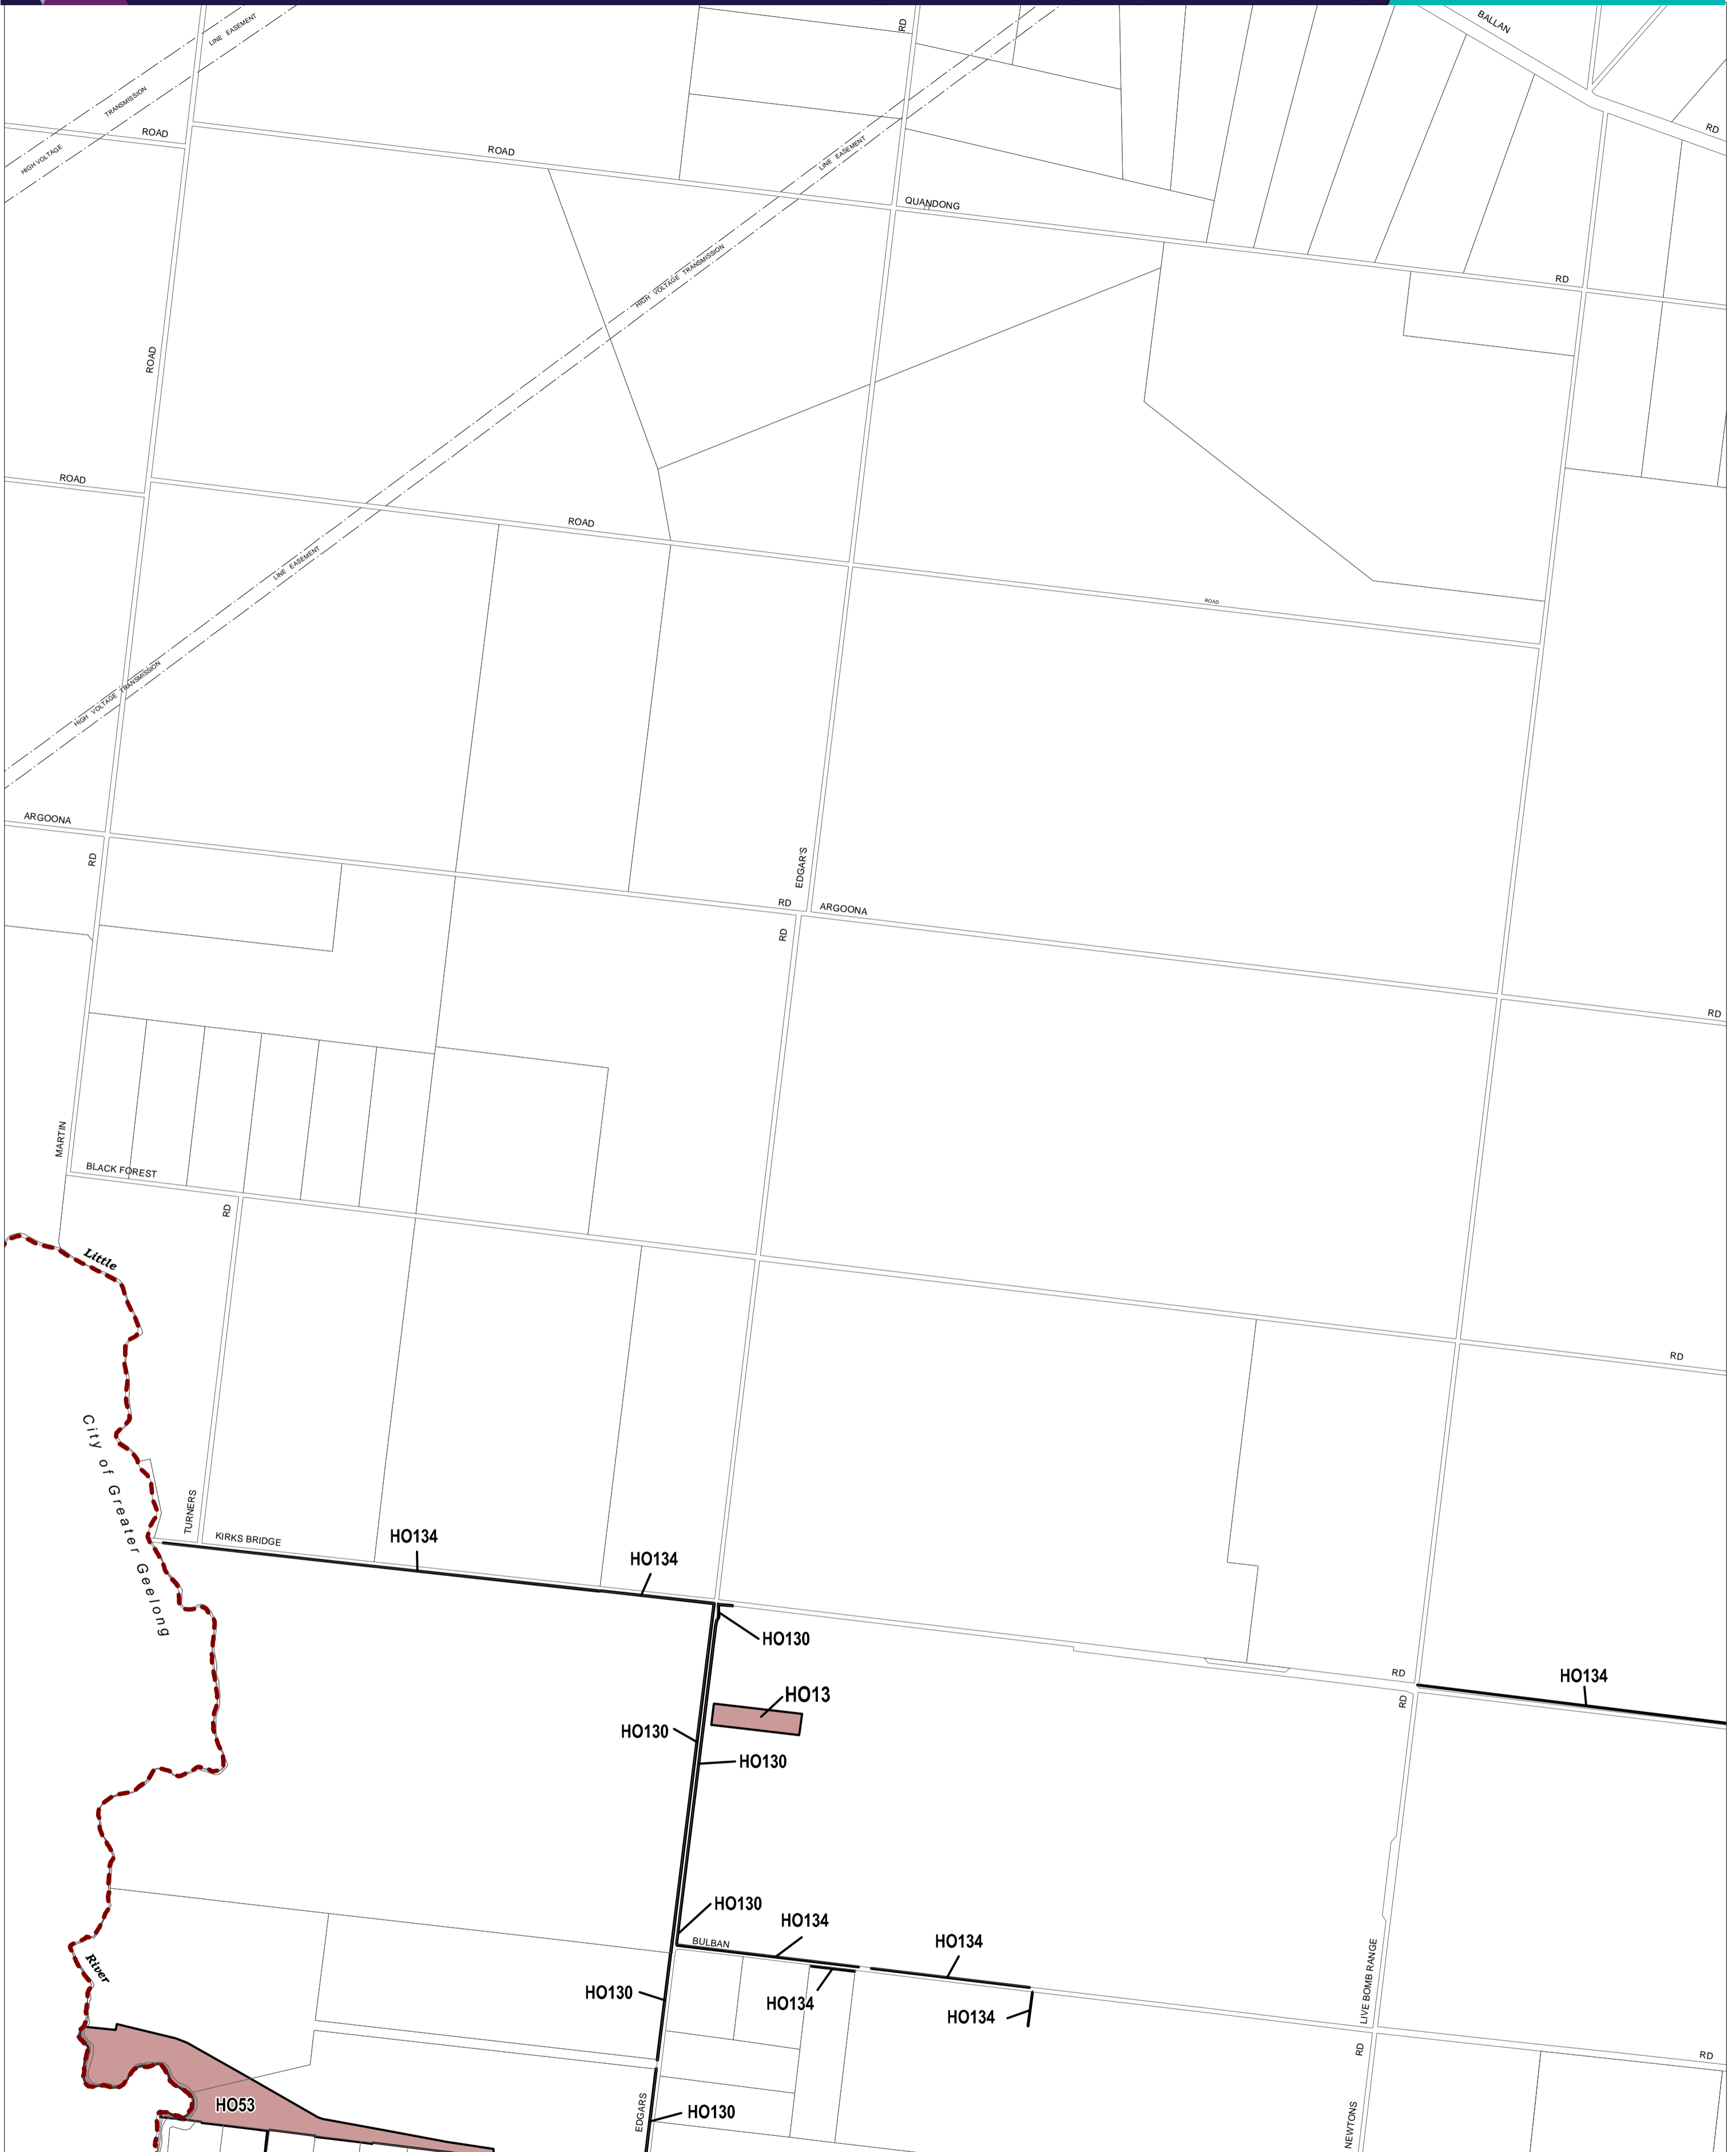 LINE EASEMENT
TRANSMISSION
HIGH VOLTAGE
ROAD
ROAD
RD
LINE EASEMENT
BALLAN
RD
QUANDONG
RD
HIGH VOLTAGE TRANSMISSION
ROAD
ROAD
ROAD
LINE EASEMENT
ROAD
HIGH VOLTAGE TRANSMISSION
ARGOONA
RD
EDGAR'S
RD
ARGOONA
RD
RD
MARTIN
BLACK FOREST
RD
Little
RD
City of Greater Geelong
TURNERS
KIRKS BRIDGE
HO134
HO134
HO130
RD
HO134
RD
HO13
HO130
HO130
HO130
HO134
BULBAN
HO134
River
HO130
HO134
HO134
LIVE BOMB RANGE
RD
RD
HO53
EDGARS
HO130
NEWTONS